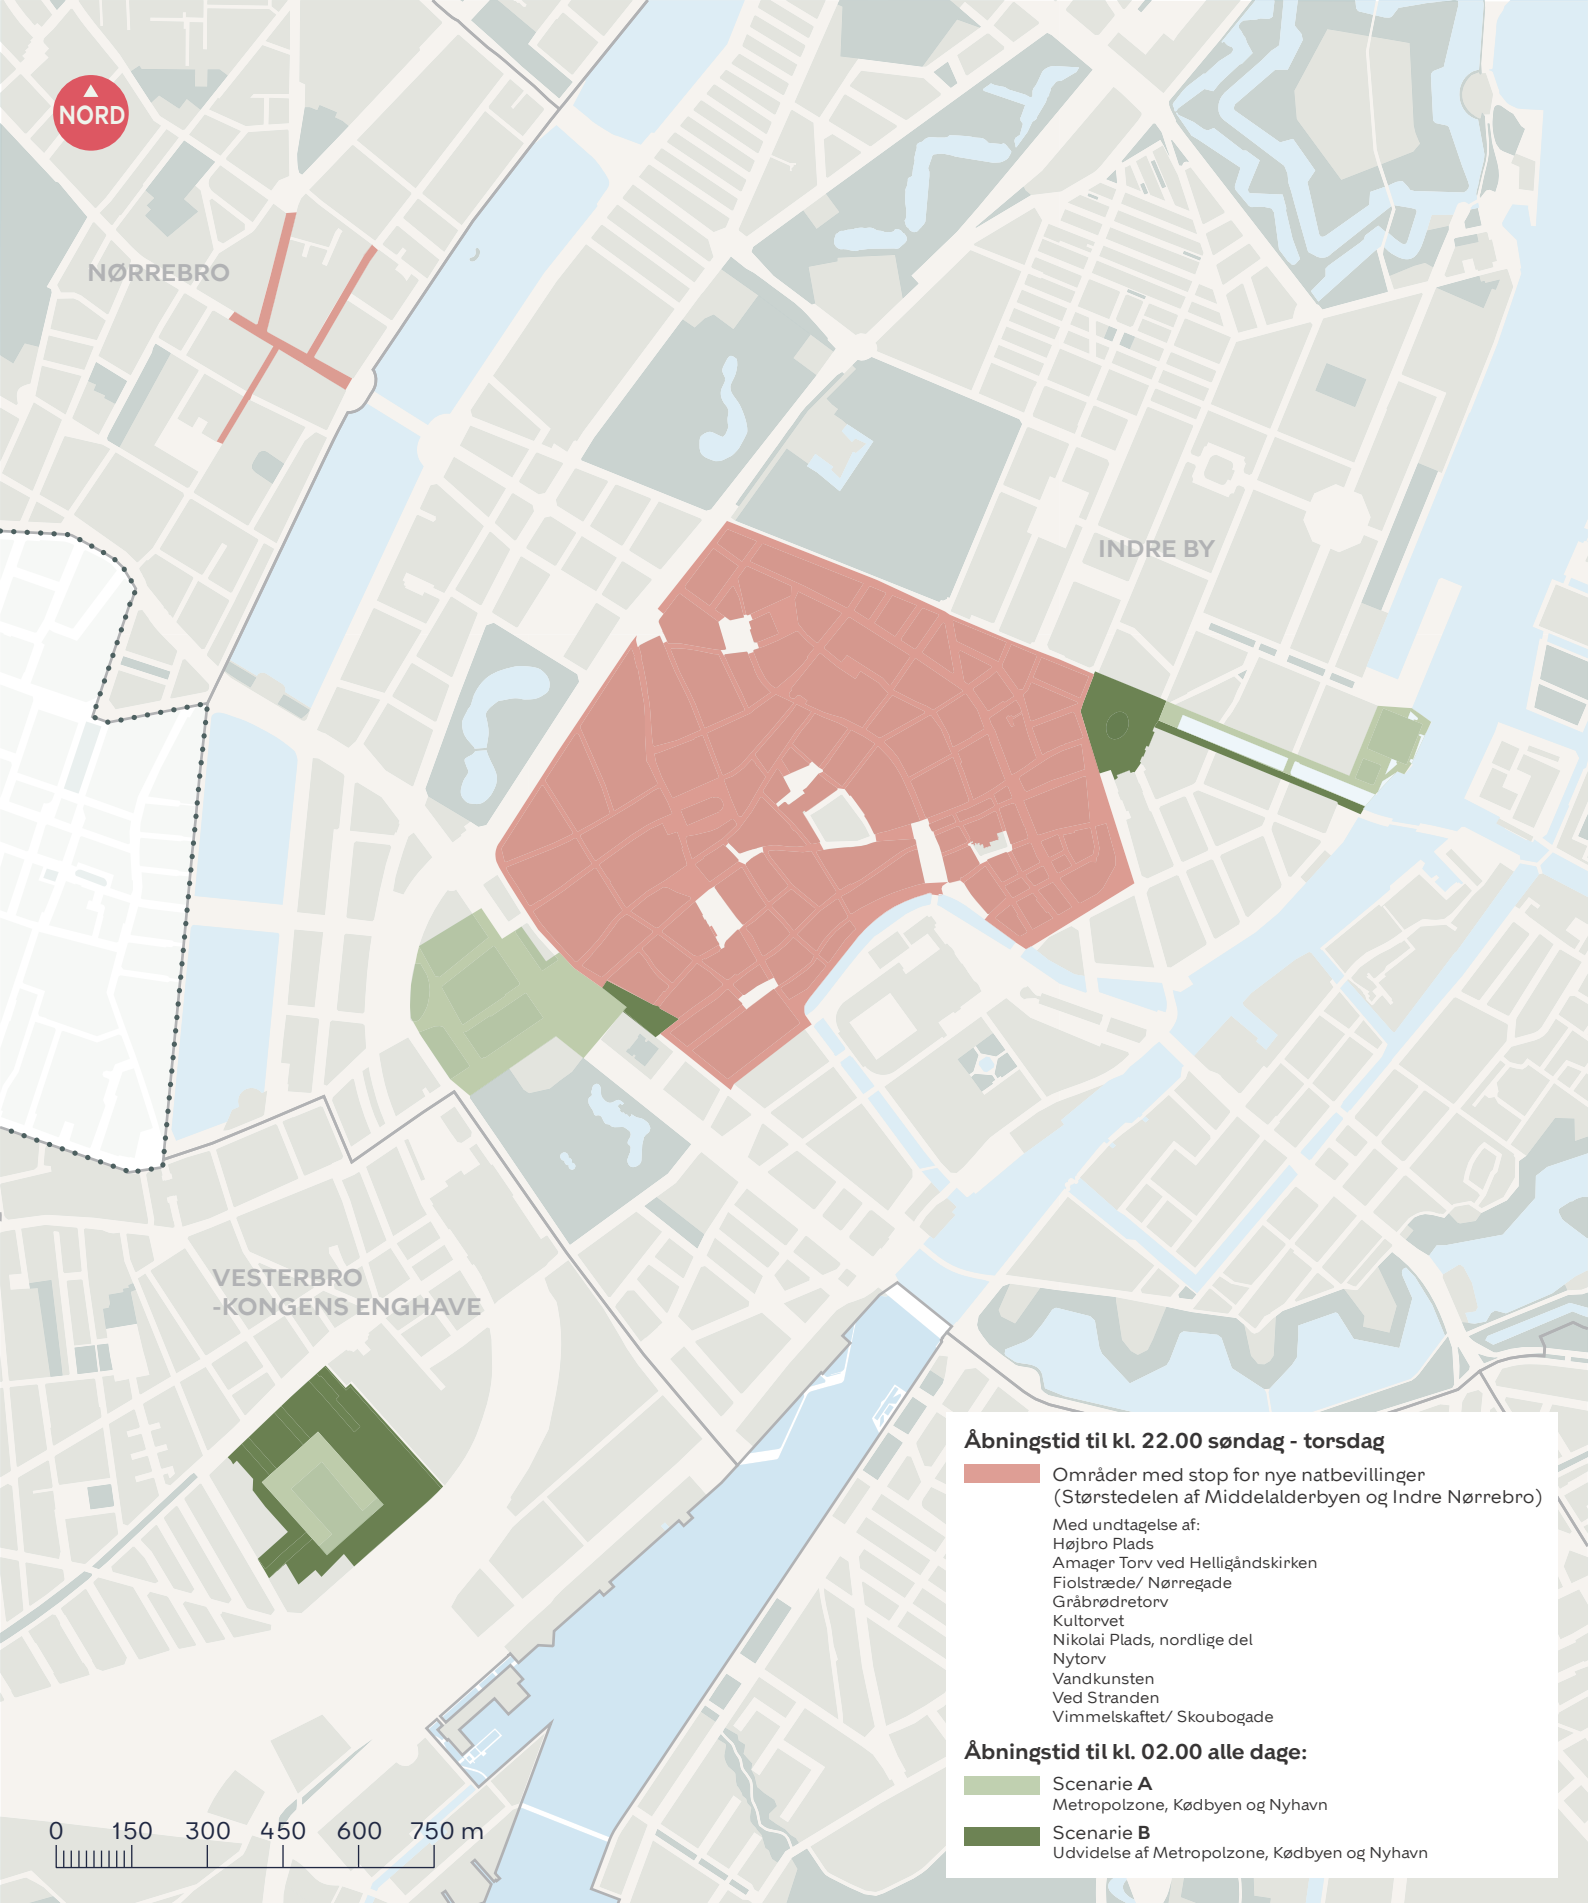 NORD
NØRREBRO
INDRE BY
VESTERBRO
-KONGENS ENGHAVE
Åbningstid til kl. 22.00 søndag - torsdag
Områder med stop for nye natbevillinger
(Størstedelen af Middelalderbyen og Indre Nørrebro)
Med undtagelse af:
Højbro Plads
Amager Torv ved Helligåndskirken
Fiolstræde/ Nørregade
Gråbrødretorv
Kultorvet
Nikolai Plads, nordlige del
Nytorv
Vandkunsten
Ved Stranden
Vimmelskaftet/ Skoubogade
Åbningstid til kl. 02.00 alle dage:
Scenarie A
Metropolzone, Kødbyen og Nyhavn
Scenarie B
Udvidelse af Metropolzone, Kødbyen og Nyhavn
0 150 300 450 600 750 m